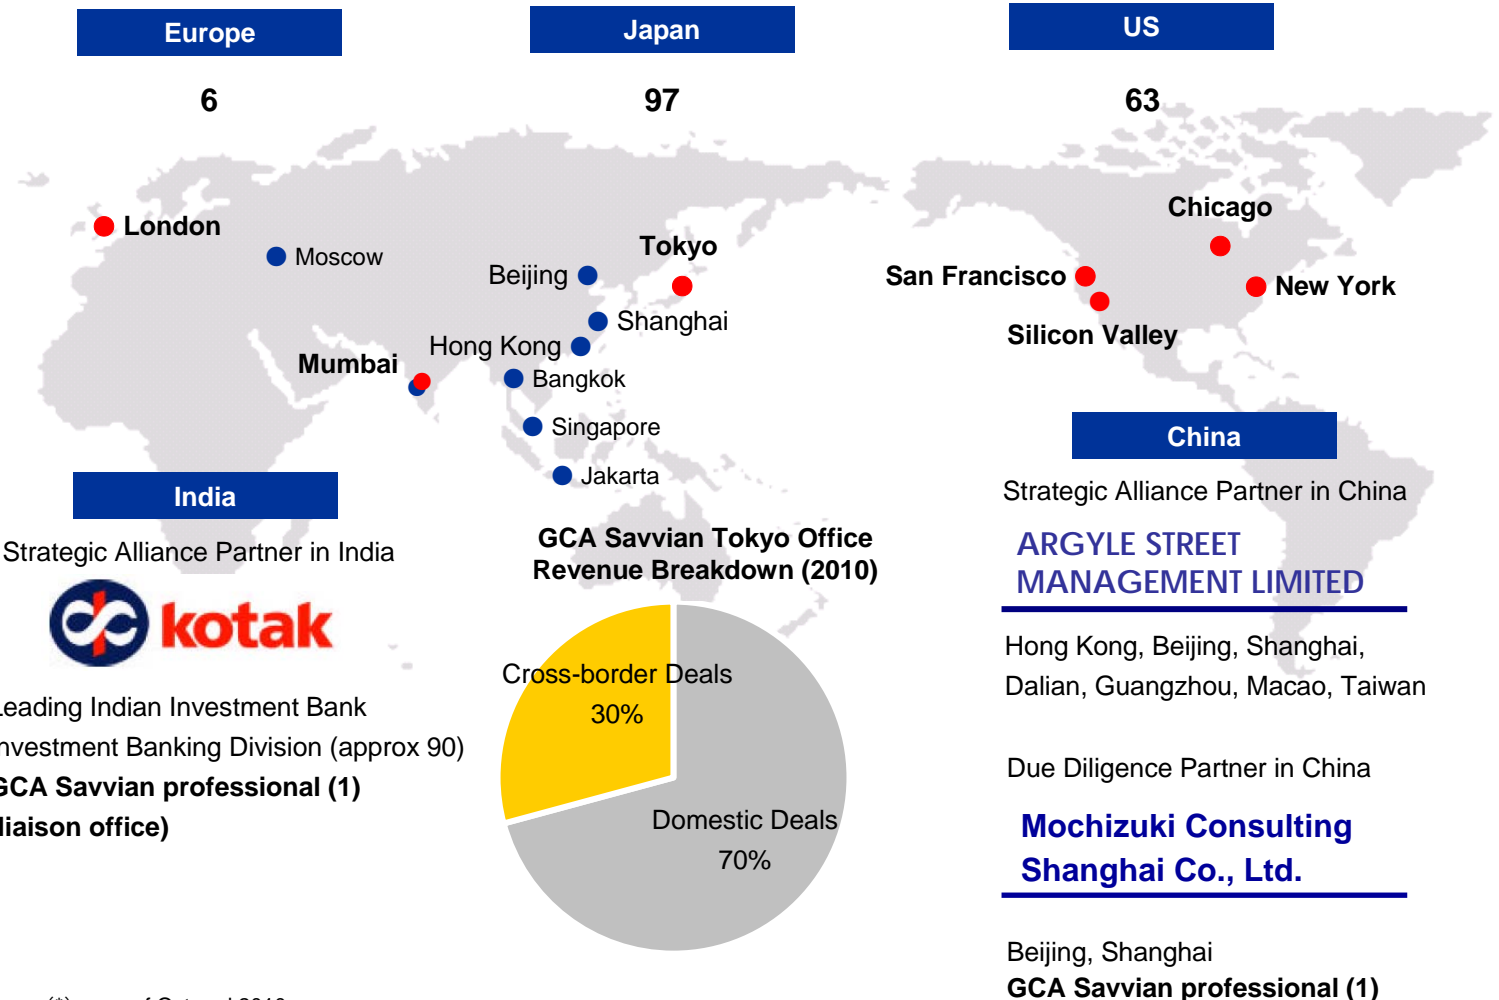 Europe
Japan
US
6
97
63
London
Moscow
Beijing
Tokyo
Shanghai
Hong Kong
Mumbai
Bangkok
Singapore
Jakarta
Chicago
San Francisco
New York
Silicon Valley
India
Strategic Alliance Partner in India
kotak
Leading Indian Investment Bank
Investment Banking Division (approx 90)
GCA Savvian professional (1)
liaison office)
GCA Savvian Tokyo Office
Revenue Breakdown (2010)
Cross-border Deals
30%
Domestic Deals
70%
China
Strategic Alliance Partner in China
ARGYLE STREET
MANAGEMENT LIMITED
Hong Kong, Beijing, Shanghai,
Dalian, Guangzhou, Macao, Taiwan
Due Diligence Partner in China
Mochizuki Consulting
Shanghai Co., Ltd.
Beijing, Shanghai
GCA Savvian professional (1)